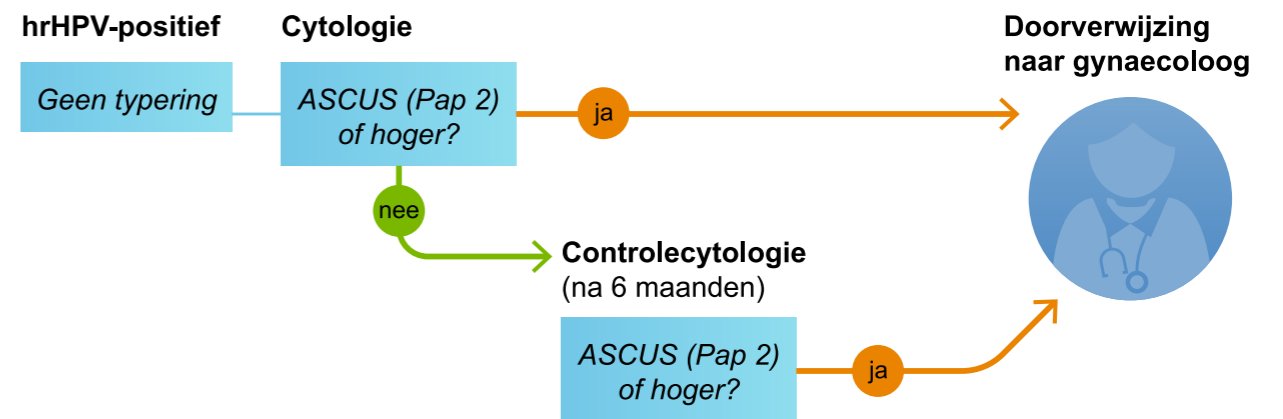 hrHPV-positief
Geen typering
Cytologie
ASCUS (Pap 2)
of hoger?
ja
Doorverwijzing
naar gynaecoloog
nee
Controlecytologie
(na 6 maanden)
ASCUS (Pap 2)
of hoger?
ja